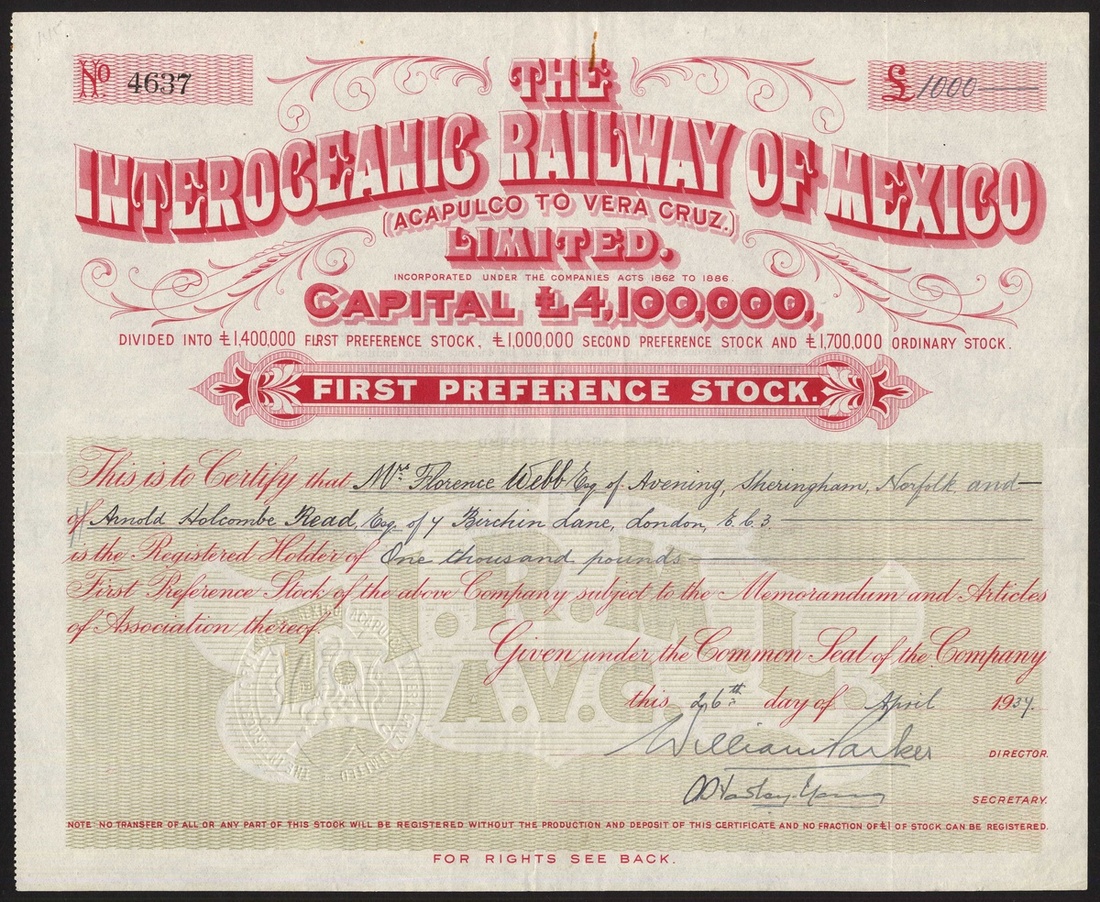 No 4637
£1000
THE
INTEROCEANIC RAILWAY OF MEXICO
(ACAPULCO TO VERA CRUZ.)
LIMITED.
INCORPORATED UNDER THE COMPANIES ACTS 1862 TO 1886.
CAPITAL £4,100,000,
DIVIDED INTO £1,400,000 FIRST PREFERENCE STOCK, £1,000,000 SECOND PREFERENCE STOCK AND £1,700,000 ORDINARY STOCK.
FIRST PREFERENCE STOCK.
This is to Certify that Mrs Florence Webb Esq of Avening, Sheringham, Norfolk and
of Arnold Holcombe Read, Esq. of 7 Birchin Lane, London, E.C.3.
is the Registered Holder of One thousand pounds
First Preference Stock of the above Company subject to the Memorandum and Articles
of Association thereof.
I.R.M. L.
A.V.C
Given under the Common Seal of the Company
this 26th day of April 1937.
William Parker
DIRECTOR.
SECRETARY.
NOTE: NO TRANSFER OF ALL OR ANY PART OF THIS STOCK WILL BE REGISTERED WITHOUT THE PRODUCTION AND DEPOSIT OF THIS CERTIFICATE AND NO FRACTION OF £1 OF STOCK CAN BE REGISTERED.
FOR RIGHTS SEE BACK.